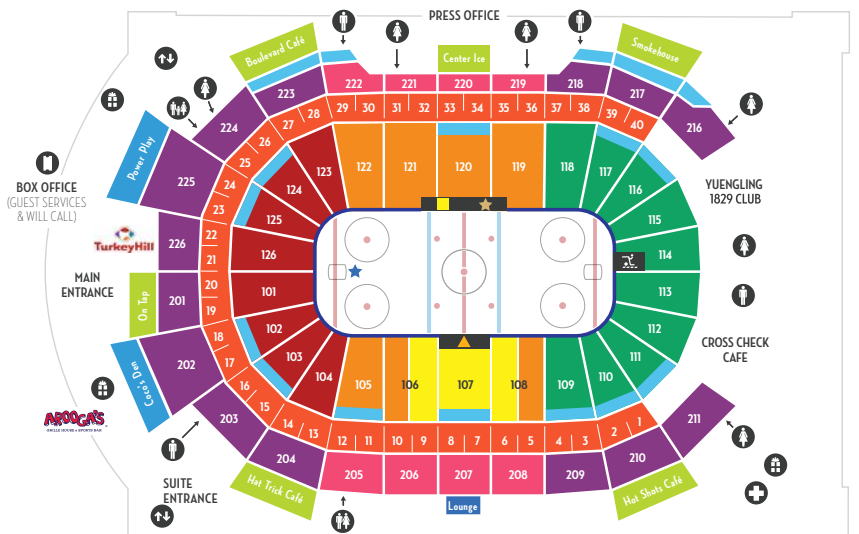 PRESS OFFICE
Boulevard Café
Center Ice
Smokehouse
222
221
220
219
218
223
217
224
216
29 30 31 32 33 34 35 36 37 38
28
39
27
40
26
25
24
23
22
21
20
19
18
17
16
15
14
13
12 11 10 9 8 7 6 5 4 3
2
1
Power Play
225
BOX OFFICE
(GUEST SERVICES
& WILL CALL)
TurkeyHill
226
MAIN
ENTRANCE
On Tap
201
Coco's Den
202
AROOGA'S
GRILLE HOUSE & SPORTS BAR
203
SUITE
ENTRANCE
204
Hat Trick Café
122
121
120
119
118
123
117
124
116
125
115
126
114
101
113
102
112
103
111
104
110
105
106
107
108
109
YUENGLING
1829 CLUB
CROSS CHECK
CAFE
211
210
Hot Shots Café
205
206
207
208
209
Lounge